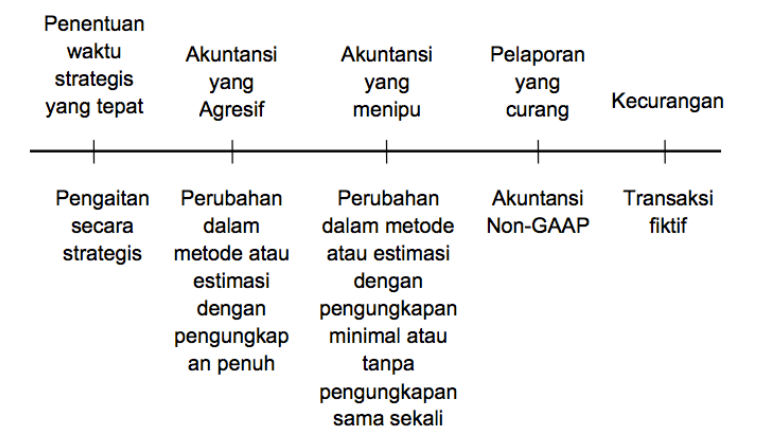 Penentuan
waktu
strategis
yang tepat
Akuntansi
yang
Agresif
Akuntansi
yang
menipu
Pelaporan
yang
curang
Kecurangan
Pengaitan
secara
strategis
Perubahan
dalam
metode atau
estimasi
dengan
pengungkap
an penuh
Perubahan
dalam metode
atau estimasi
dengan
pengungkapan
minimal atau
tanpa
pengungkapan
sama sekali
Akuntansi
Non-GAAP
Transaksi
fiktif